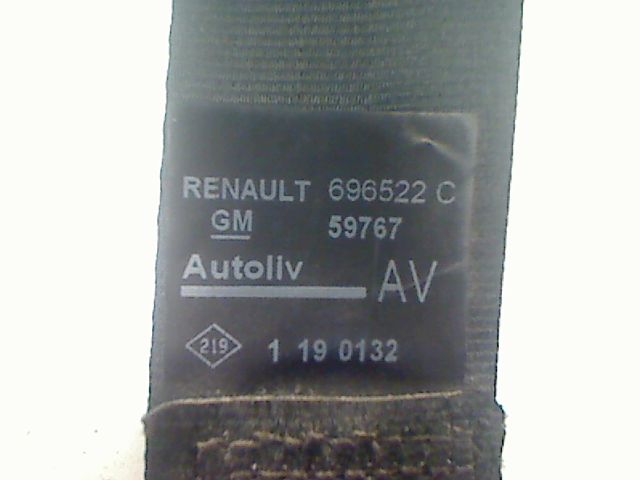 RENAULT 696522 C
GM 59767
Autoliv AV
219 1 19 0132